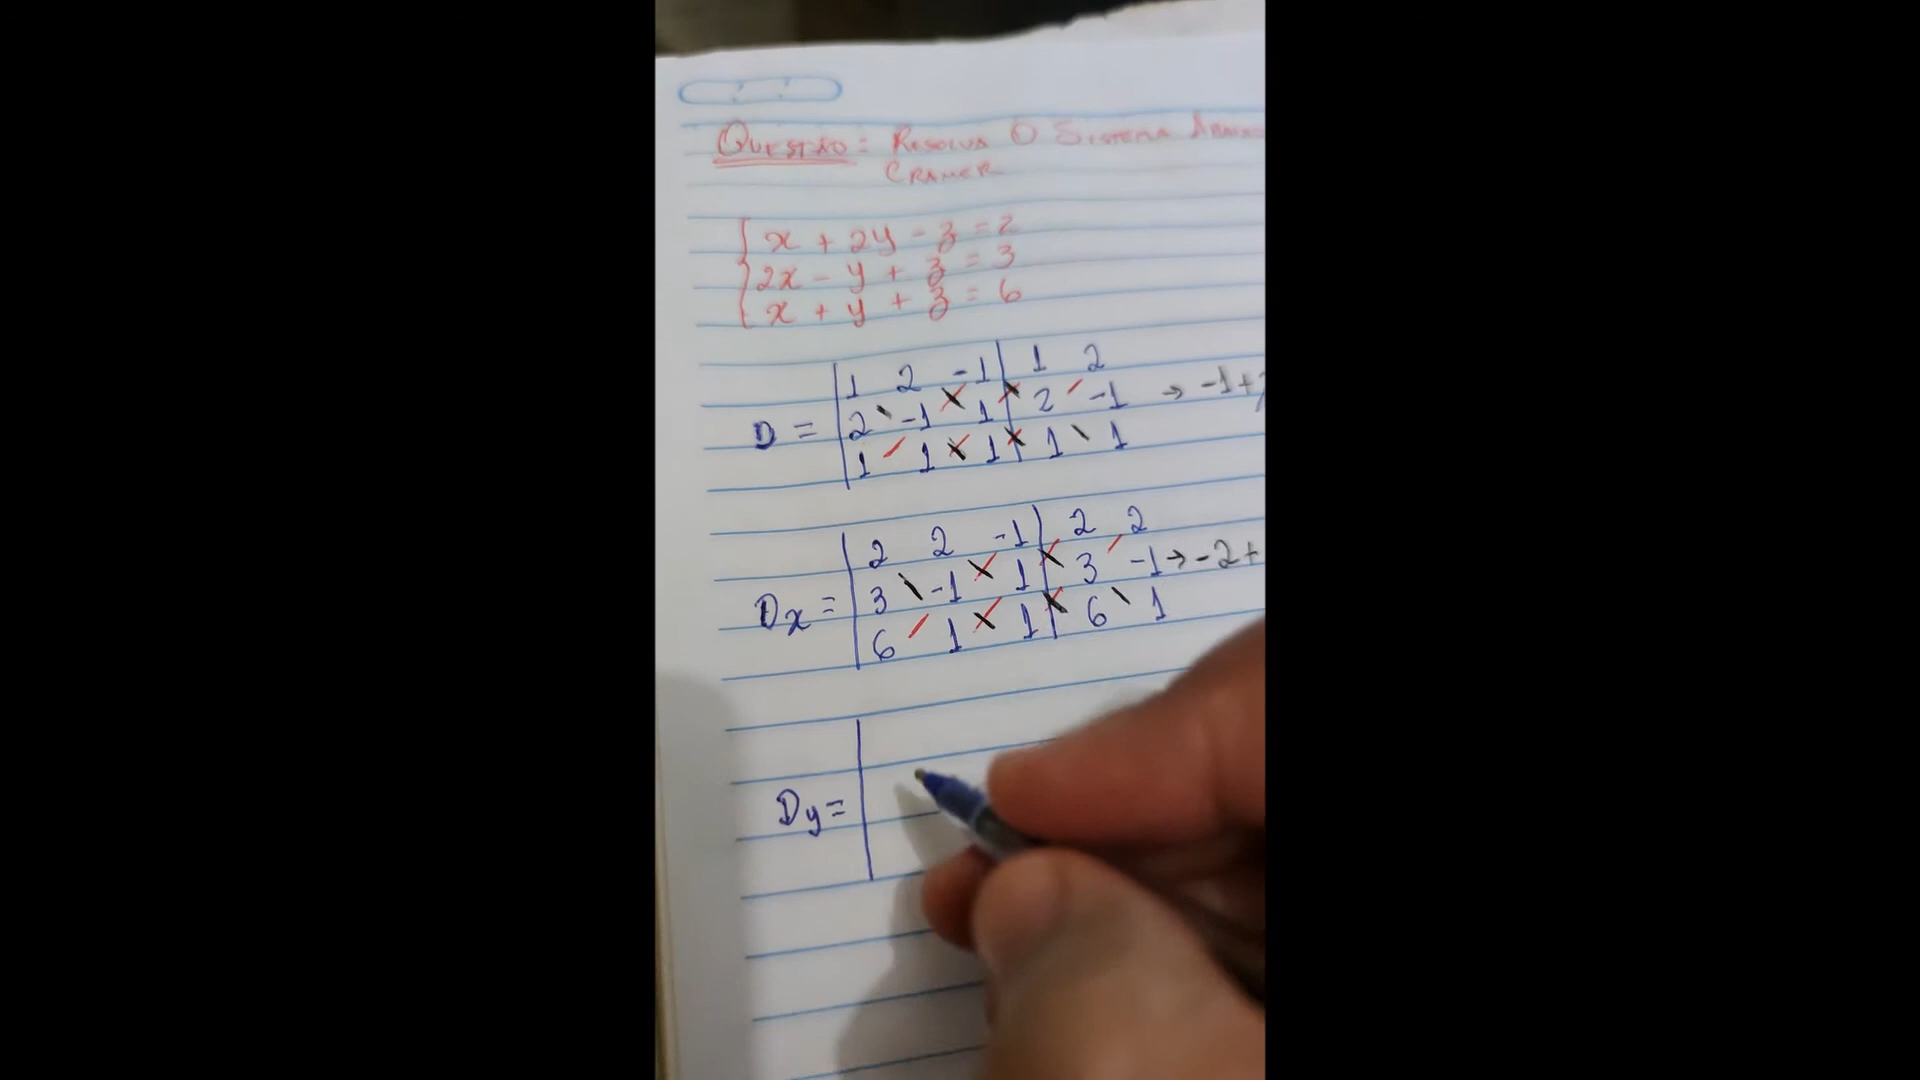 Questão: Resolva O Sistema
Cramer
x + 2y - z = 2
2x - y + z = 3
x + y + z = 6
1 2 -1 1 2
D = 2 -1 1 2 -1 → -1+
1 1 1 1 1
2 2 -1 2 2
Dx = 3 -1 1 3 -1 → -2+
6 1 1 6 1
Dy =